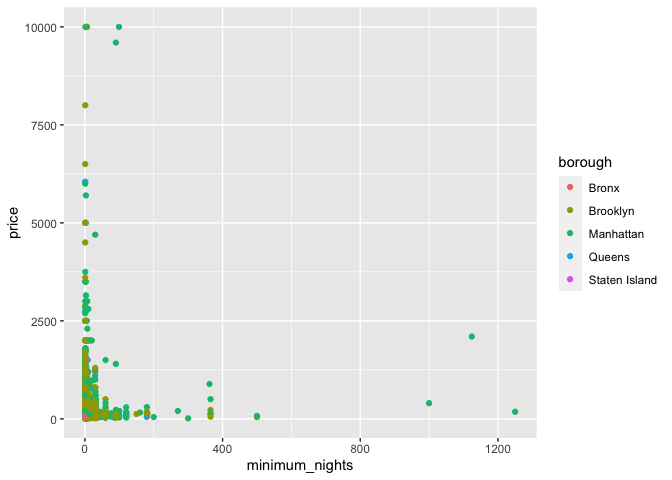 10000
7500
5000
2500
0
price
0
400
800
1200
minimum_nights
borough
Bronx
Brooklyn
Manhattan
Queens
Staten Island